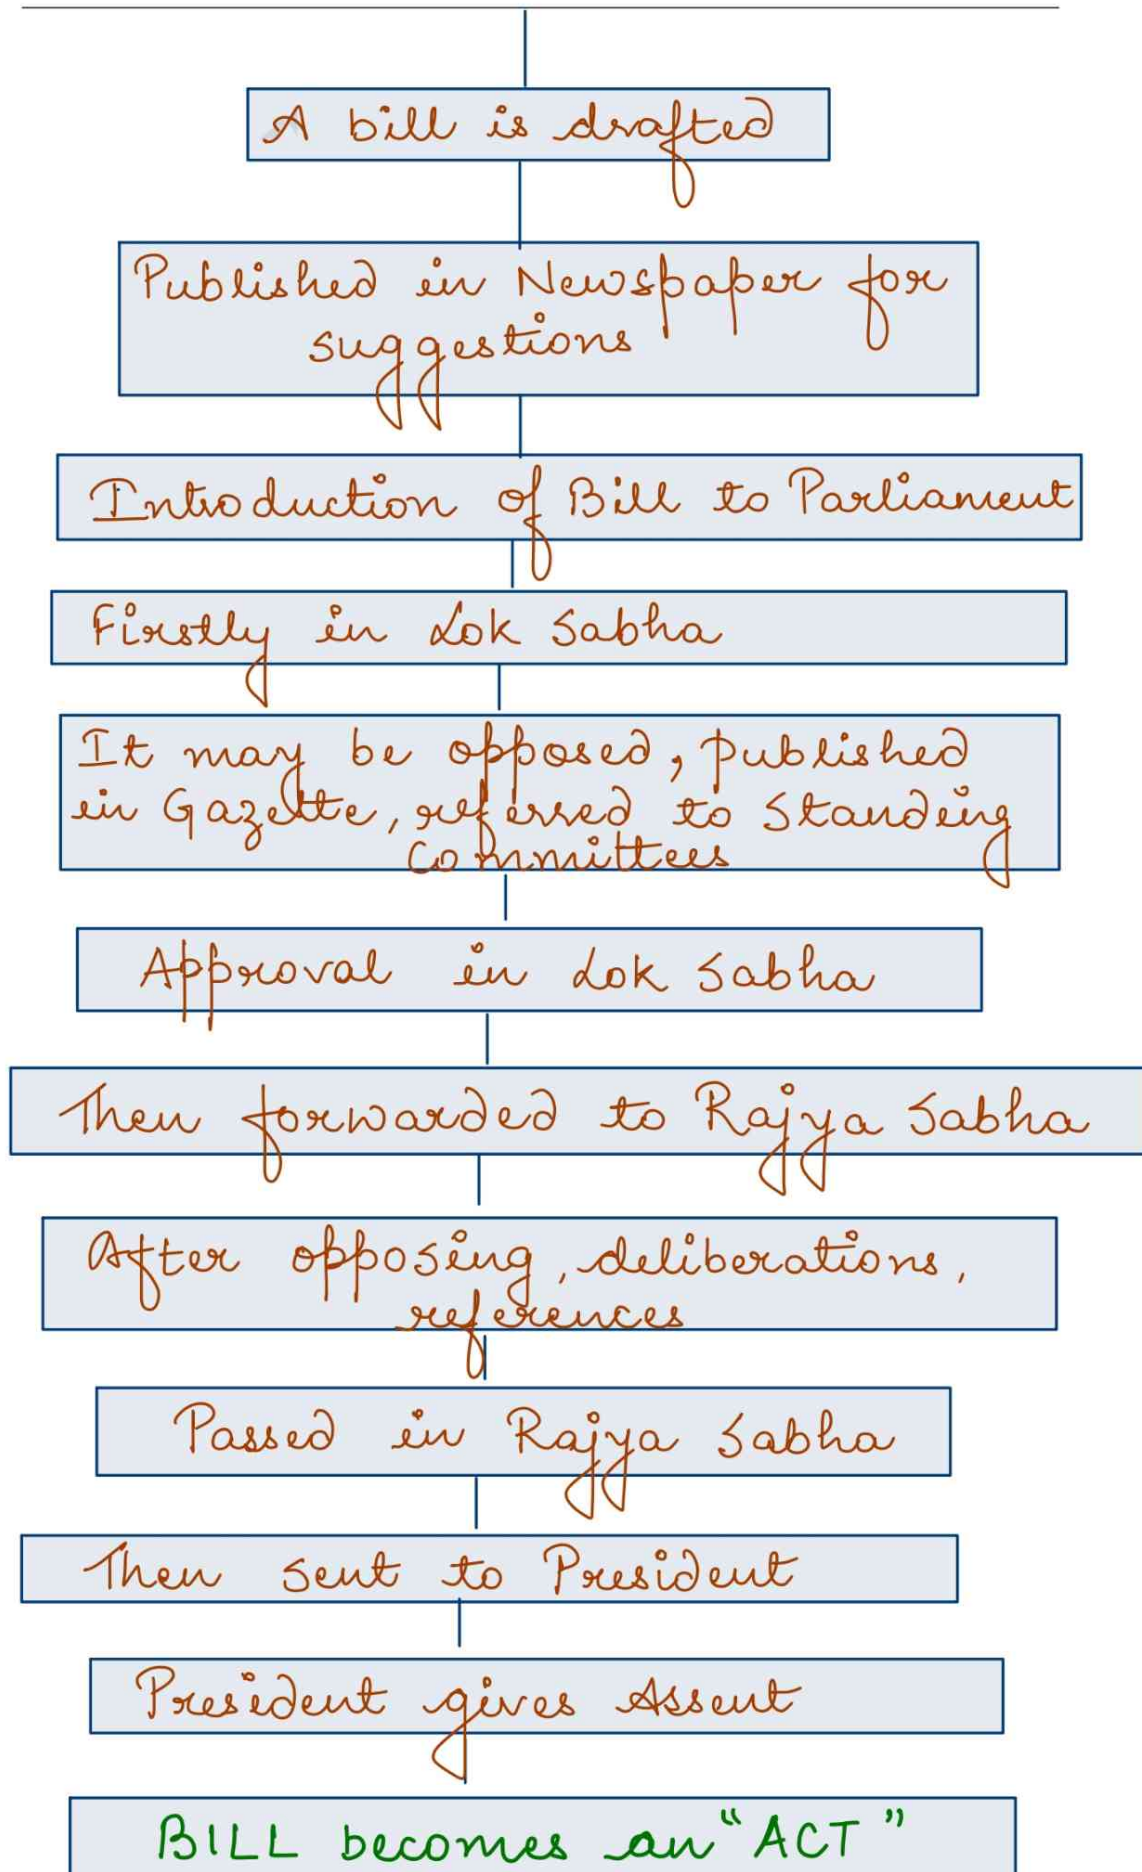 A bill is drafted
Published in Newspaper for
suggestions
Introduction of Bill to Parliament
Firstly in Lok Sabha
It may be opposed, published
in Gazette, referred to Standing
Committees
Approval in Lok Sabha
Then forwarded to Rajya Sabha
After opposing, deliberations,
references
Passed in Rajya Sabha
Then sent to President
President gives Assent
BILL becomes an "ACT"